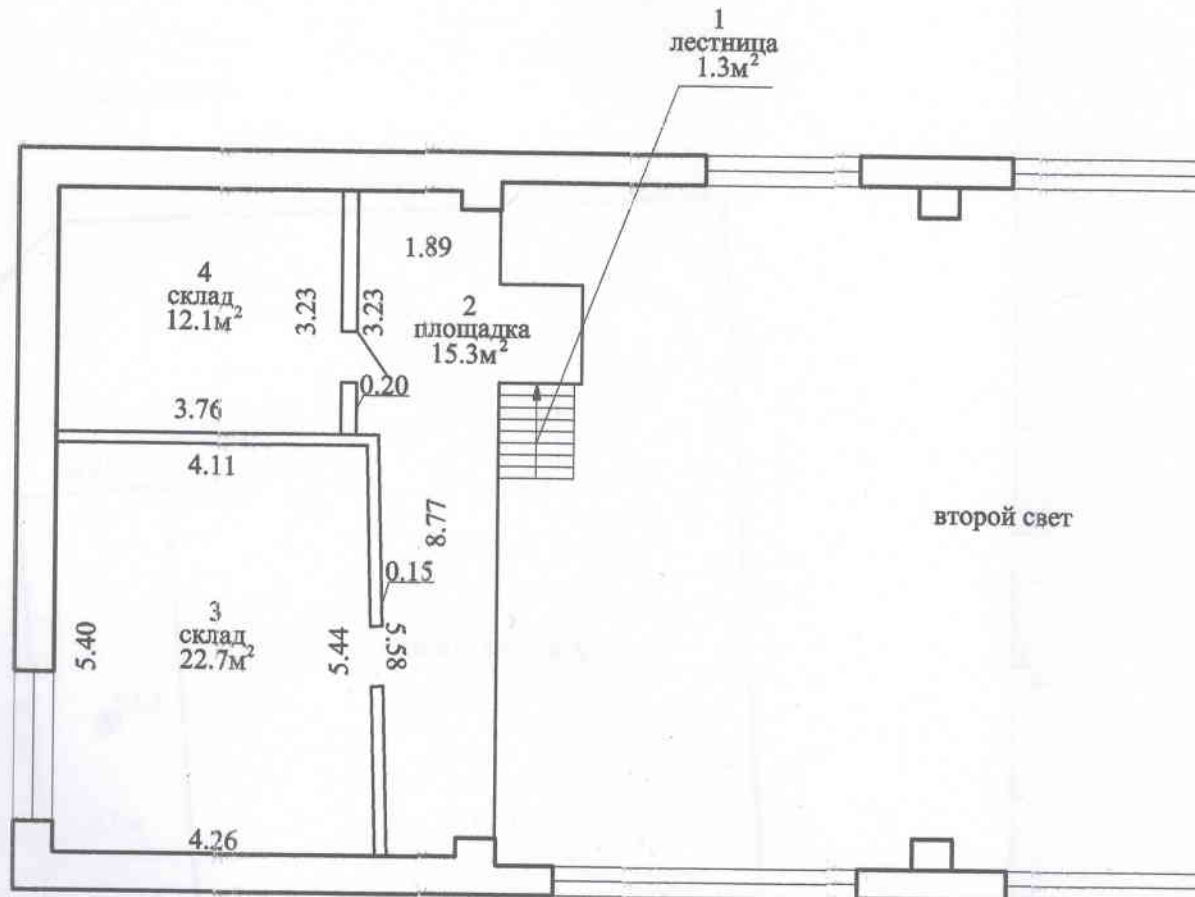 1
лестница
1.3м²
1.89
4
склад
12.1м²
3.23
3.23
2
площадка
15.3м²
0.20
3.76
4.11
8.77
второй свет
0.15
3
склад
22.7м²
5.40
5.44
5.58
4.26